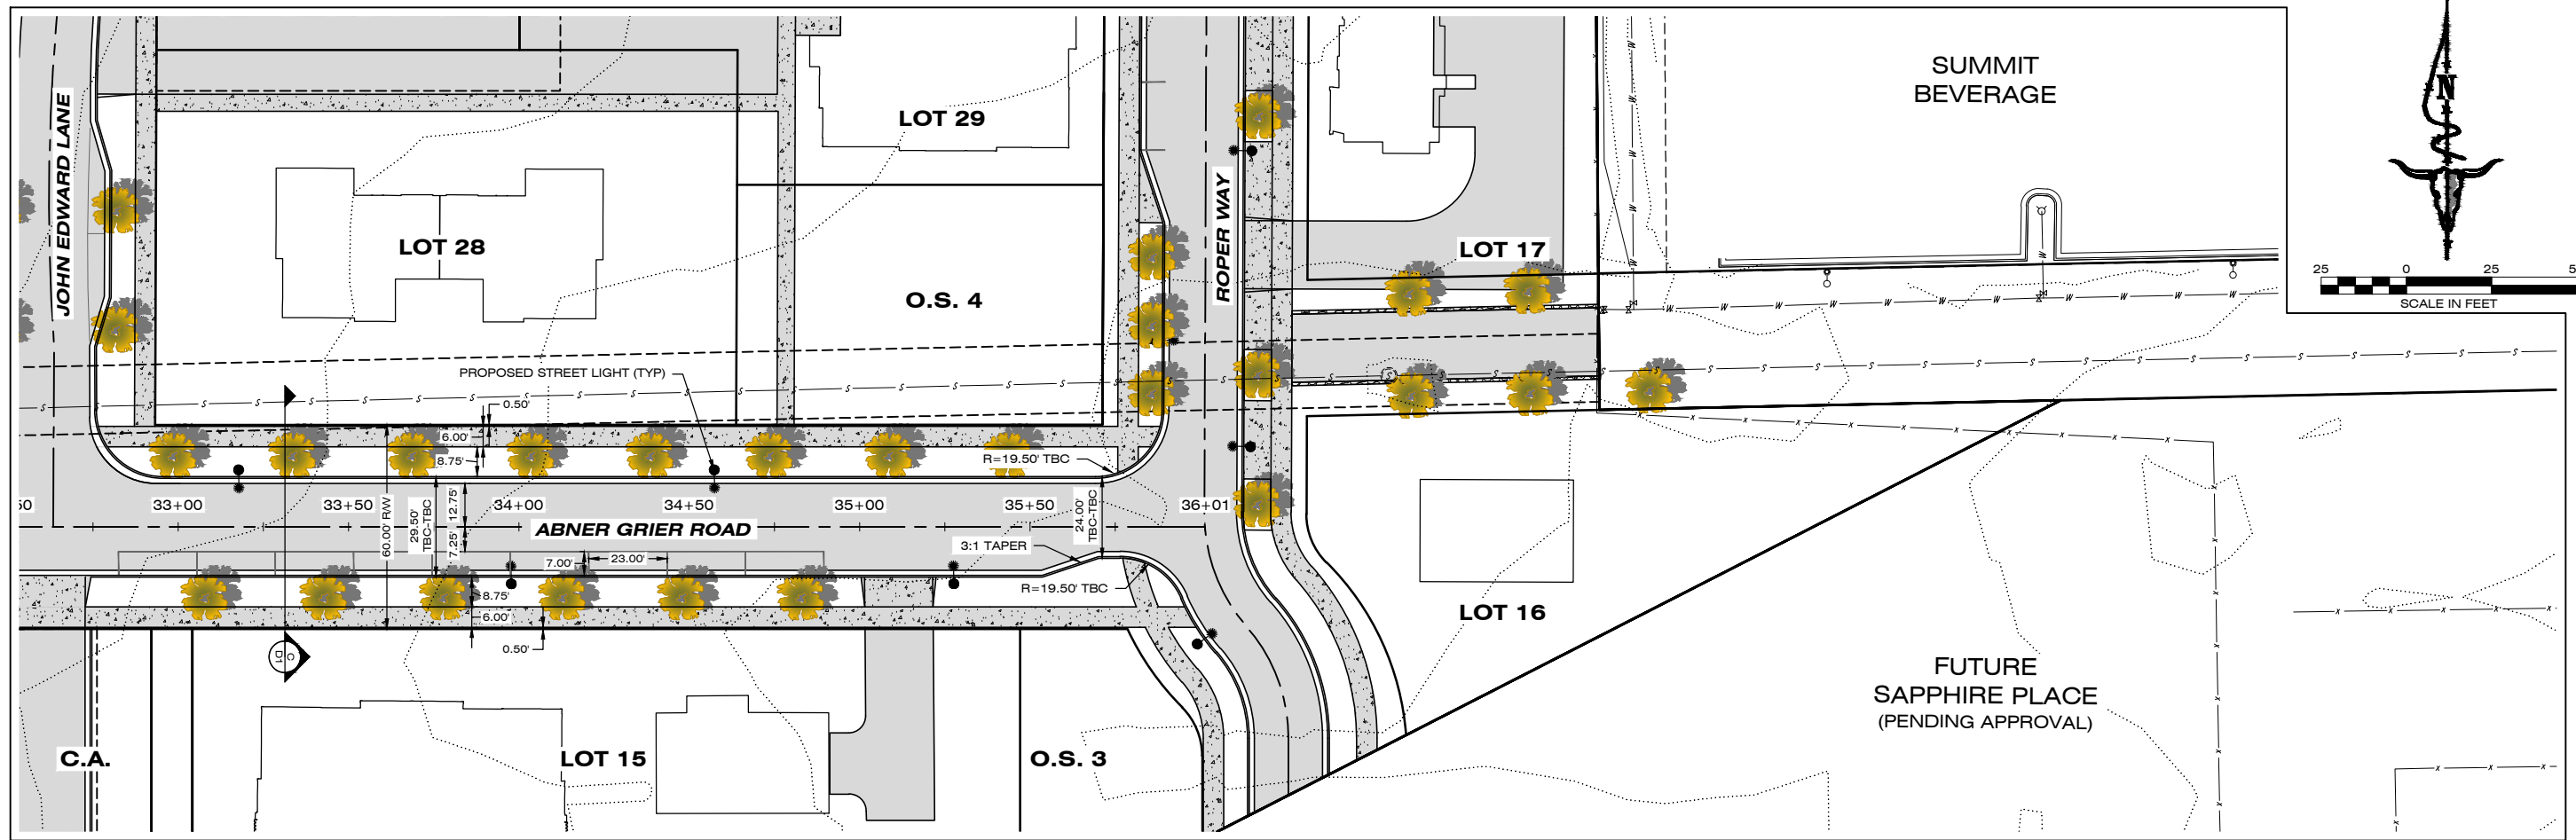 SUMMIT
BEVERAGE
N
JOHN EDWARD LANE
LOT 29
LOT 28
ROPER WAY
LOT 17
O.S. 4
25 0 25
SCALE IN FEET
PROPOSED STREET LIGHT (TYP)
0.50'
6.00'
8.75'
R=19.50' TBC
50 33+00 33+50 34+00 34+50 35+00 35+50 36+01
60.00' R/W
29.50'
TBC-TBC
12.75'
7.25'
24.00'
TBC-TBC
ABNER GRIER ROAD
3:1 TAPER
7.00'
23.00'
R=19.50' TBC
8.75'
6.00'
0.50'
C
D1
LOT 16
FUTURE
SAPPHIRE PLACE
(PENDING APPROVAL)
C.A.
LOT 15
O.S. 3